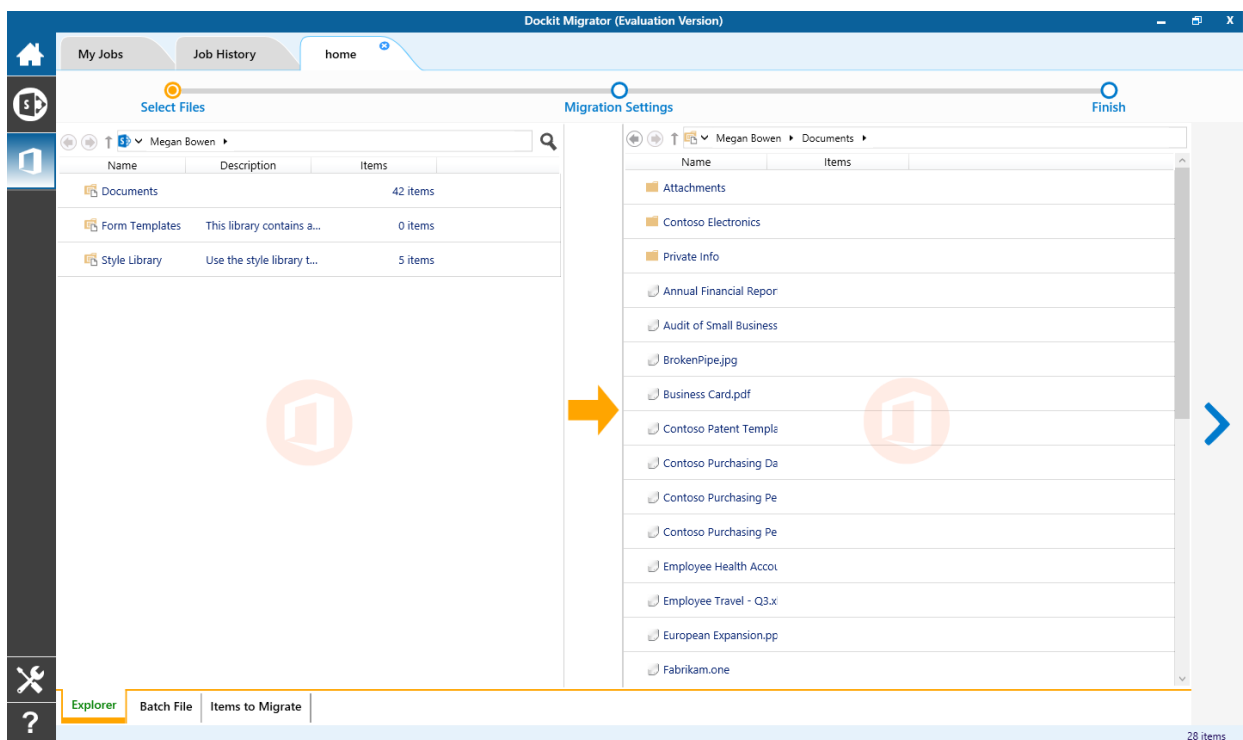 Dockit Migrator (Evaluation Version)
My Jobs
Job History
home
Select Files
Migration Settings
Finish
Megan Bowen
Name Description Items
Documents 42 items
Form Templates This library contains a... 0 items
Style Library Use the style library t... 5 items
Megan Bowen Documents
Name Items
Attachments
Contoso Electronics
Private Info
Annual Financial Repor
Audit of Small Business
BrokenPipe.jpg
Business Card.pdf
Contoso Patent Templa
Contoso Purchasing Da
Contoso Purchasing Pe
Contoso Purchasing Pe
Employee Health Accou
Employee Travel - Q3.x
European Expansion.pp
Fabrikam.one
Explorer
Batch File
Items to Migrate
28 items